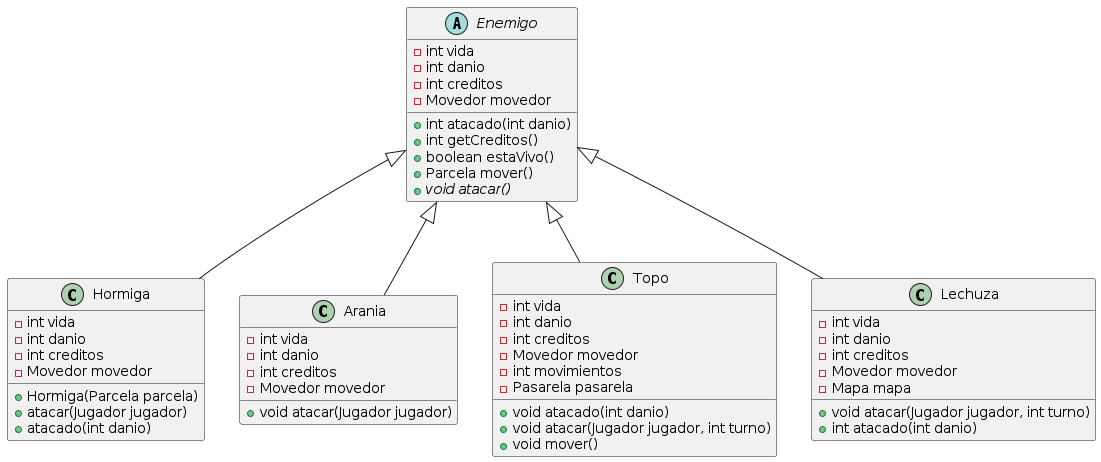 A Enemigo
int vida
int danio
int creditos
Movedor movedor
int atacado(int danio)
int getCreditos()
boolean estaVivo()
Parcela mover()
void atacar()
C Hormiga
int vida
int danio
int creditos
Movedor movedor
Hormiga(Parcela parcela)
atacar(Jugador jugador)
atacado(int danio)
C Arania
int vida
int danio
int creditos
Movedor movedor
void atacar(Jugador jugador)
C Topo
int vida
int danio
int creditos
Movedor movedor
int movimientos
Pasarela pasarela
void atacado(int danio)
void atacar(Jugador jugador, int turno)
void mover()
C Lechuza
int vida
int danio
int creditos
Movedor movedor
Mapa mapa
void atacar(Jugador jugador, int turno)
int atacado(int danio)